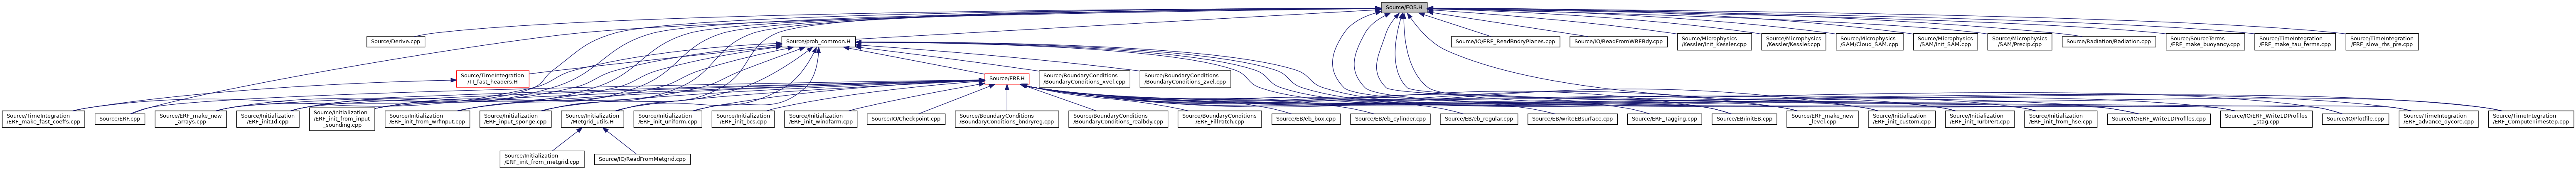 Source/EOS.H
Source/Derive.cpp
Source/prob_common.H
Source/IO/ERF_ReadBndryPlanes.cpp
Source/IO/ReadFromWRFBdy.cpp
Source/Microphysics
/Kessler/Init_Kessler.cpp
Source/Microphysics
/Kessler/Kessler.cpp
Source/Microphysics
/SAM/Cloud_SAM.cpp
Source/Microphysics
/SAM/Init_SAM.cpp
Source/Microphysics
/SAM/Precip.cpp
Source/Radiation/Radiation.cpp
Source/SourceTerms
/ERF_make_buoyancy.cpp
Source/TimeIntegration
/ERF_make_tau_terms.cpp
Source/TimeIntegration
/ERF_slow_rhs_pre.cpp
Source/TimeIntegration
/TI_fast_headers.H
Source/ERF.H
Source/BoundaryConditions
/BoundaryConditions_xvel.cpp
Source/BoundaryConditions
/BoundaryConditions_zvel.cpp
Source/TimeIntegration
/ERF_make_fast_coeffs.cpp
Source/ERF.cpp
Source/ERF_make_new
_arrays.cpp
Source/Initialization
/ERF_init1d.cpp
Source/Initialization
/ERF_init_from_input
_sounding.cpp
Source/Initialization
/ERF_init_from_wrfinput.cpp
Source/Initialization
/ERF_input_sponge.cpp
Source/Initialization
/Metgrid_utils.H
Source/Initialization
/ERF_init_uniform.cpp
Source/Initialization
/ERF_init_bcs.cpp
Source/Initialization
/ERF_init_windfarm.cpp
Source/IO/Checkpoint.cpp
Source/BoundaryConditions
/BoundaryConditions_bndryreg.cpp
Source/BoundaryConditions
/BoundaryConditions_realbdy.cpp
Source/BoundaryConditions
/ERF_FillPatch.cpp
Source/EB/eb_box.cpp
Source/EB/eb_cylinder.cpp
Source/EB/eb_regular.cpp
Source/EB/writeEBsurface.cpp
Source/ERF_Tagging.cpp
Source/EB/initEB.cpp
Source/ERF_make_new
_level.cpp
Source/Initialization
/ERF_init_custom.cpp
Source/Initialization
/ERF_init_TurbPert.cpp
Source/Initialization
/ERF_init_from_hse.cpp
Source/IO/ERF_Write1DProfiles.cpp
Source/IO/ERF_Write1DProfiles
_stag.cpp
Source/IO/Plotfile.cpp
Source/TimeIntegration
/ERF_advance_dycore.cpp
Source/TimeIntegration
/ERF_ComputeTimestep.cpp
Source/Initialization
/ERF_init_from_metgrid.cpp
Source/IO/ReadFromMetgrid.cpp